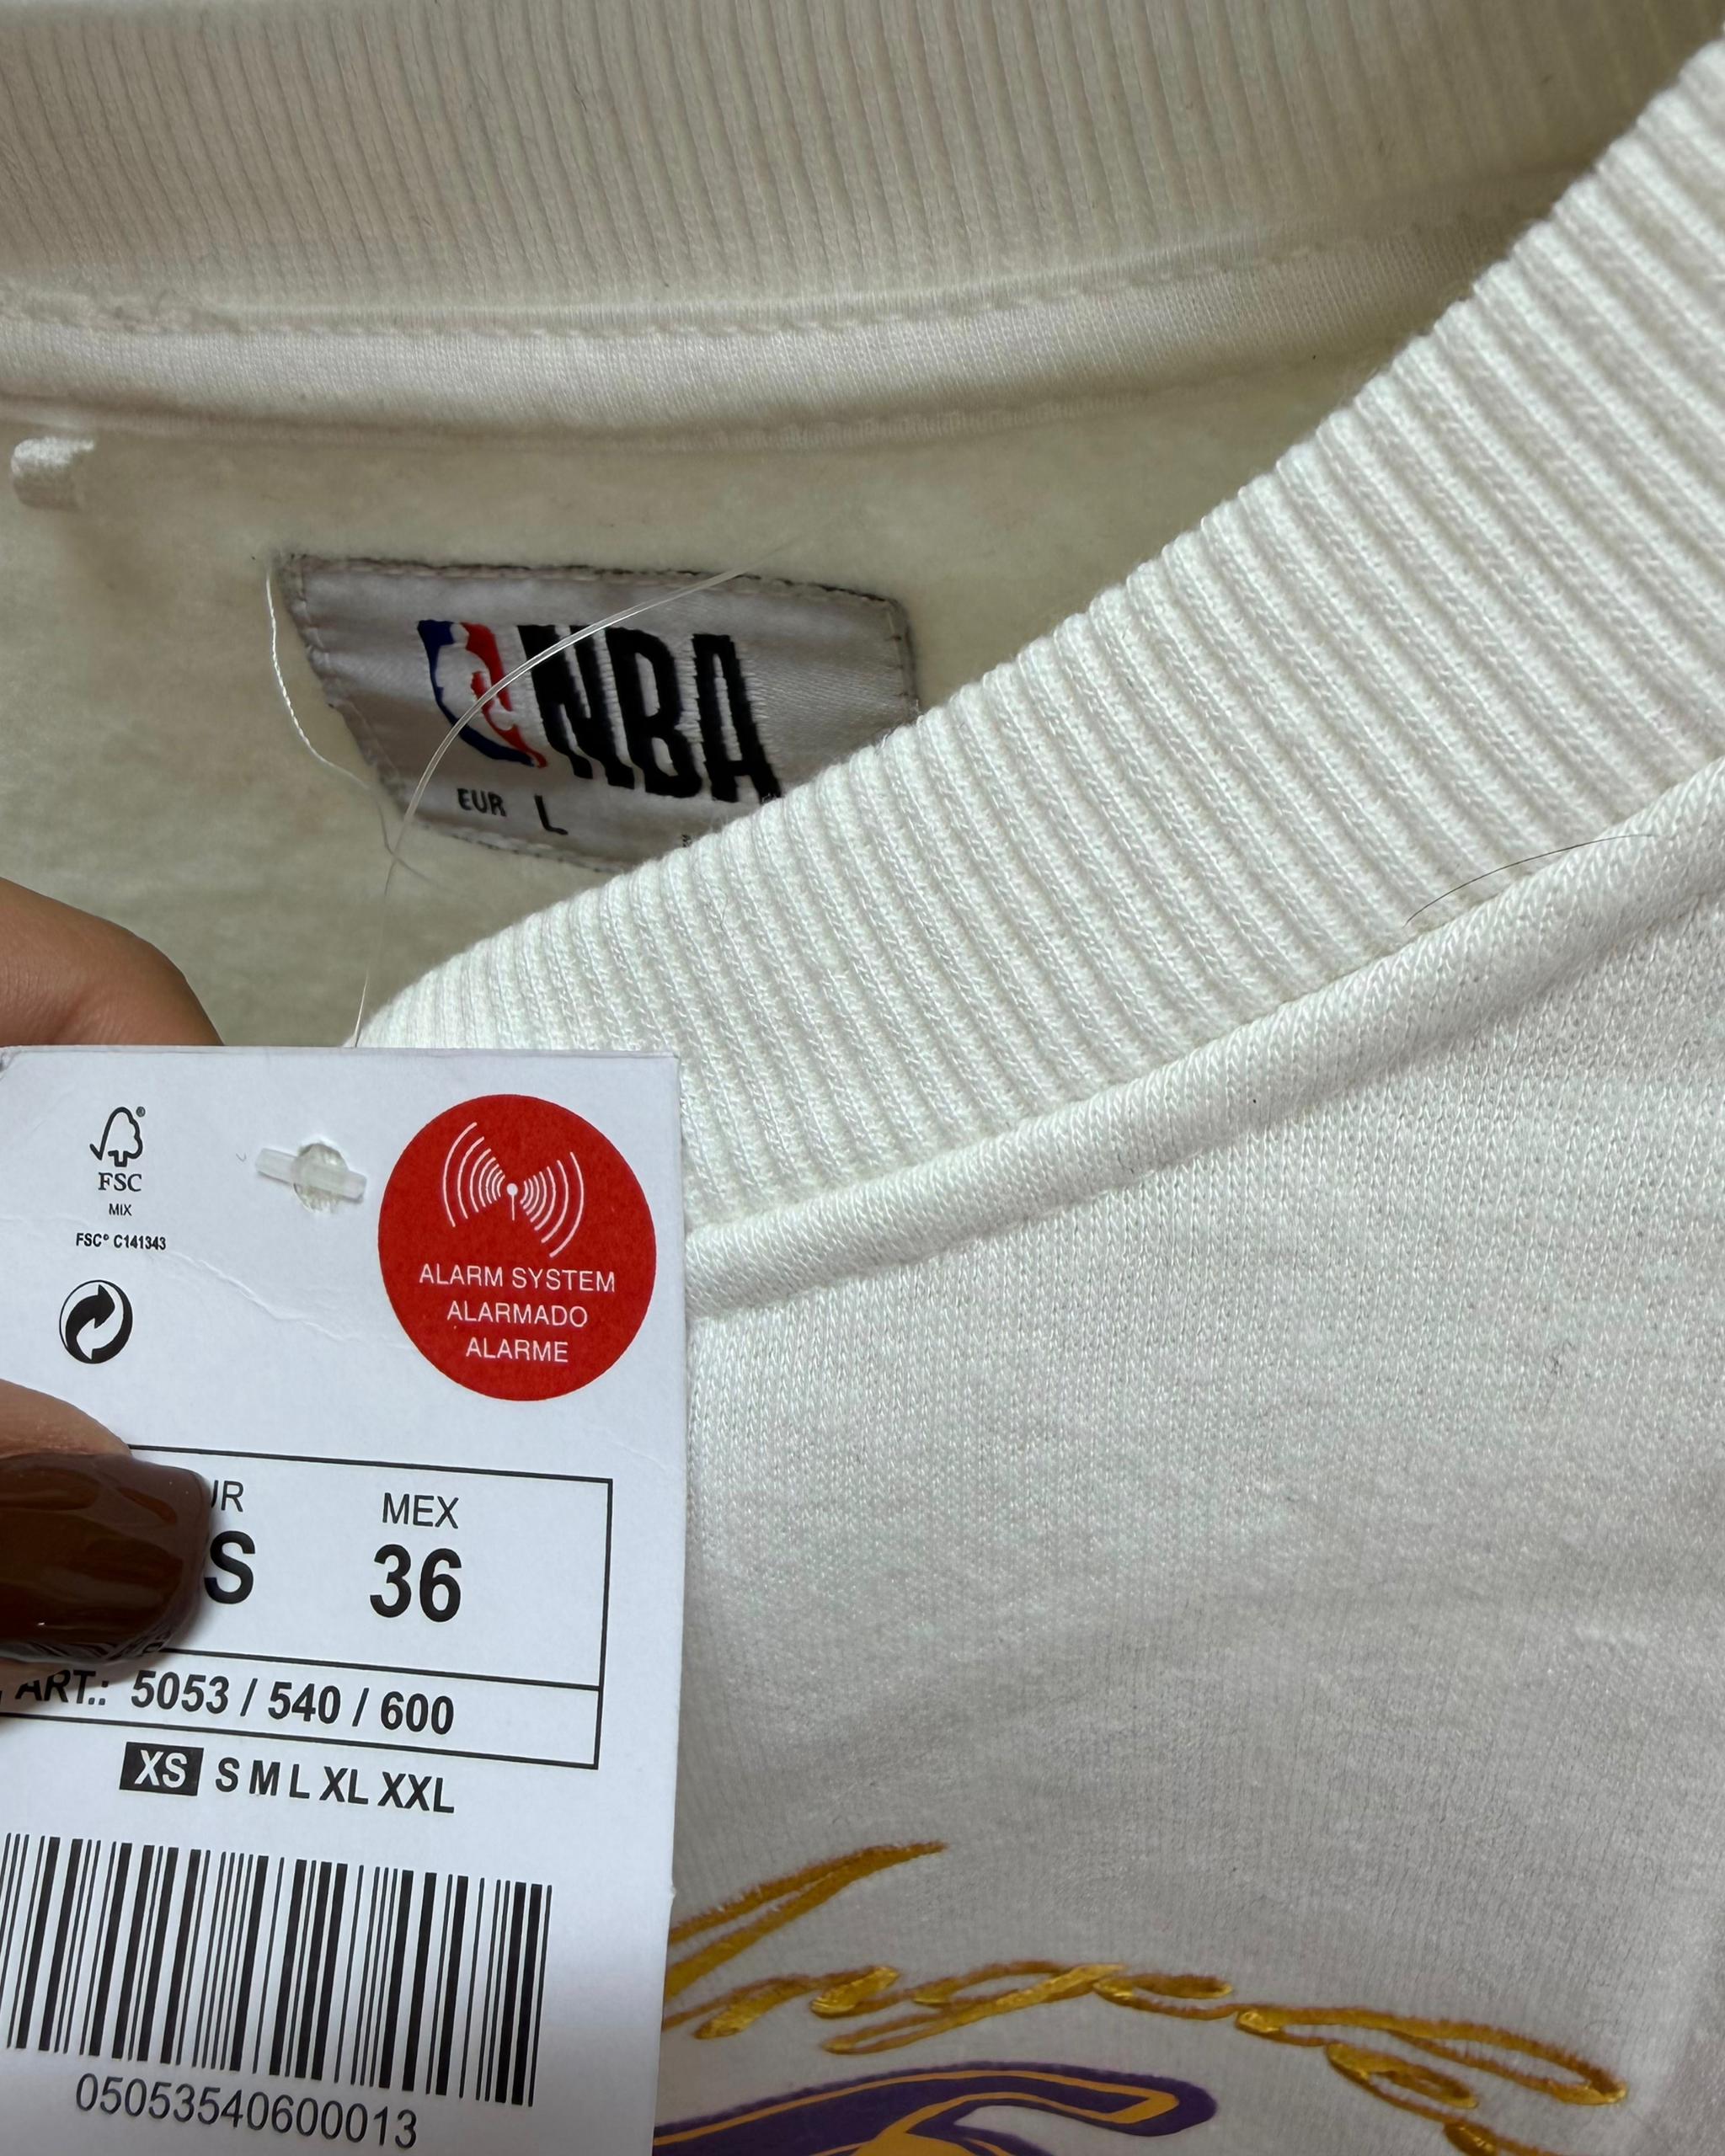 NBA
EUR L
FSC
MIX
FSC® C141343
ALARM SYSTEM
ALARMADO
ALARME
MEX
S 36
ART.: 5053 / 540 / 600
XS S M L XL XXL
05053540600013